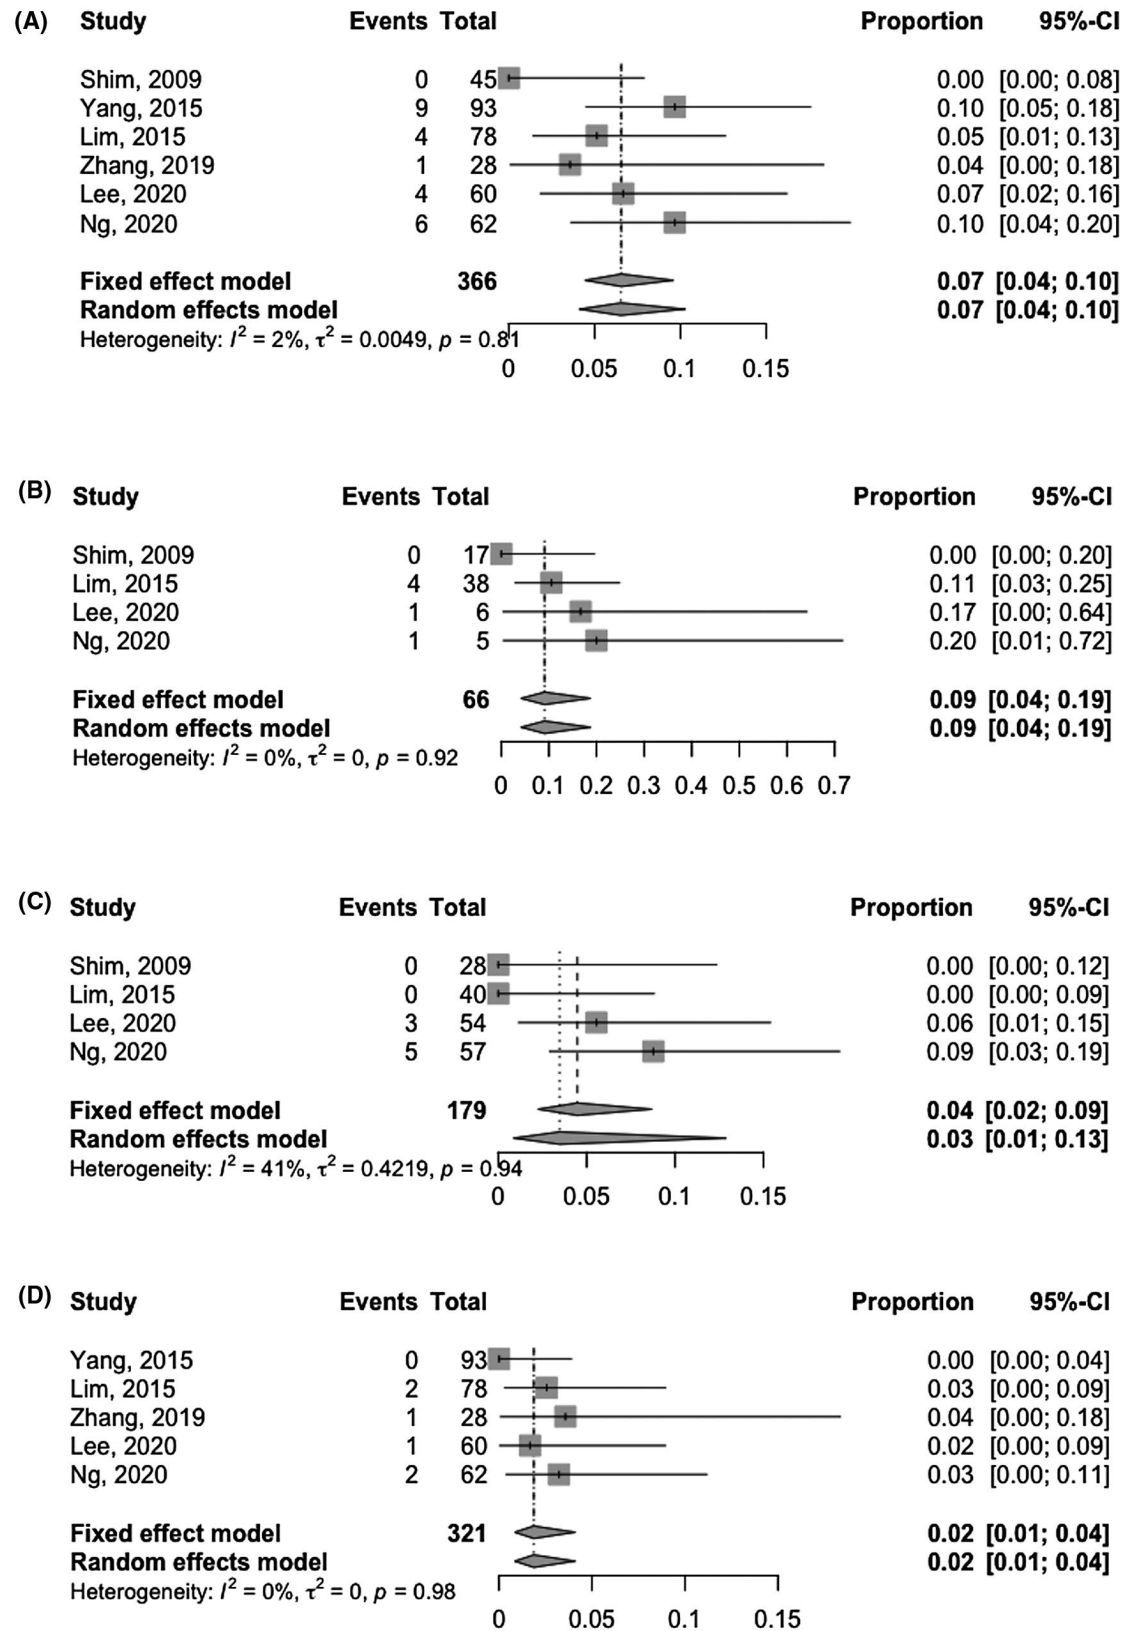 (A) Study Events Total Proportion 95%-CI
Shim, 2009 0 45 0.00 [0.00; 0.08]
Yang, 2015 9 93 0.10 [0.05; 0.18]
Lim, 2015 4 78 0.05 [0.01; 0.13]
Zhang, 2019 1 28 0.04 [0.00; 0.18]
Lee, 2020 4 60 0.07 [0.02; 0.16]
Ng, 2020 6 62 0.10 [0.04; 0.20]
Fixed effect model 366 0.07 [0.04; 0.10]
Random effects model 0.07 [0.04; 0.10]
Heterogeneity: I² = 2%, τ² = 0.0049, p = 0.81
0 0.05 0.1 0.15
(B) Study Events Total Proportion 95%-CI
Shim, 2009 0 17 0.00 [0.00; 0.20]
Lim, 2015 4 38 0.11 [0.03; 0.25]
Lee, 2020 1 6 0.17 [0.00; 0.64]
Ng, 2020 1 5 0.20 [0.01; 0.72]
Fixed effect model 66 0.09 [0.04; 0.19]
Random effects model 0.09 [0.04; 0.19]
Heterogeneity: I² = 0%, τ² = 0, p = 0.92
0 0.1 0.2 0.3 0.4 0.5 0.6 0.7
(C) Study Events Total Proportion 95%-CI
Shim, 2009 0 28 0.00 [0.00; 0.12]
Lim, 2015 0 40 0.00 [0.00; 0.09]
Lee, 2020 3 54 0.06 [0.01; 0.15]
Ng, 2020 5 57 0.09 [0.03; 0.19]
Fixed effect model 179 0.04 [0.02; 0.09]
Random effects model 0.03 [0.01; 0.13]
Heterogeneity: I² = 41%, τ² = 0.4219, p = 0.94
0 0.05 0.1 0.15
(D) Study Events Total Proportion 95%-CI
Yang, 2015 0 93 0.00 [0.00; 0.04]
Lim, 2015 2 78 0.03 [0.00; 0.09]
Zhang, 2019 1 28 0.04 [0.00; 0.18]
Lee, 2020 1 60 0.02 [0.00; 0.09]
Ng, 2020 2 62 0.03 [0.00; 0.11]
Fixed effect model 321 0.02 [0.01; 0.04]
Random effects model 0.02 [0.01; 0.04]
Heterogeneity: I² = 0%, τ² = 0, p = 0.98
0 0.05 0.1 0.15